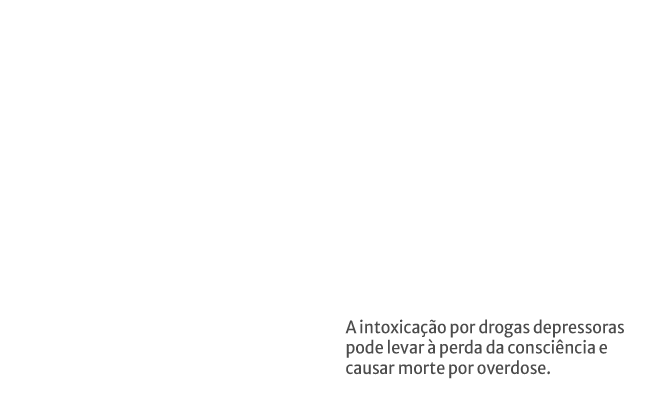 A intoxicação por drogas depressoras
pode levar à perda da consciência e
causar morte por overdose.